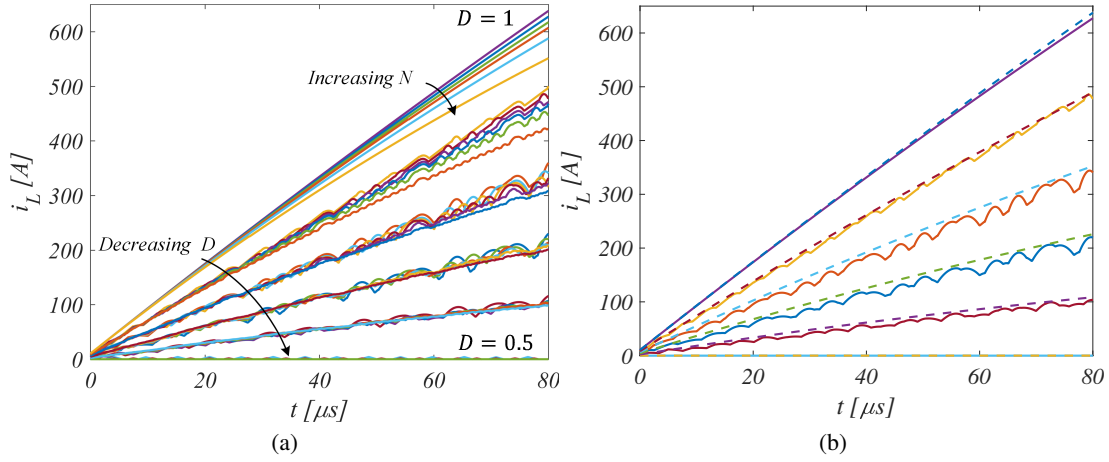 600
500
400
300
200
100
0
i_L [A]
D = 1
Increasing N
Decreasing D
D = 0.5
0 20 40 60 80
t [μs]
(a)
600
500
400
300
200
100
0
i_L [A]
0 20 40 60 80
t [μs]
(b)